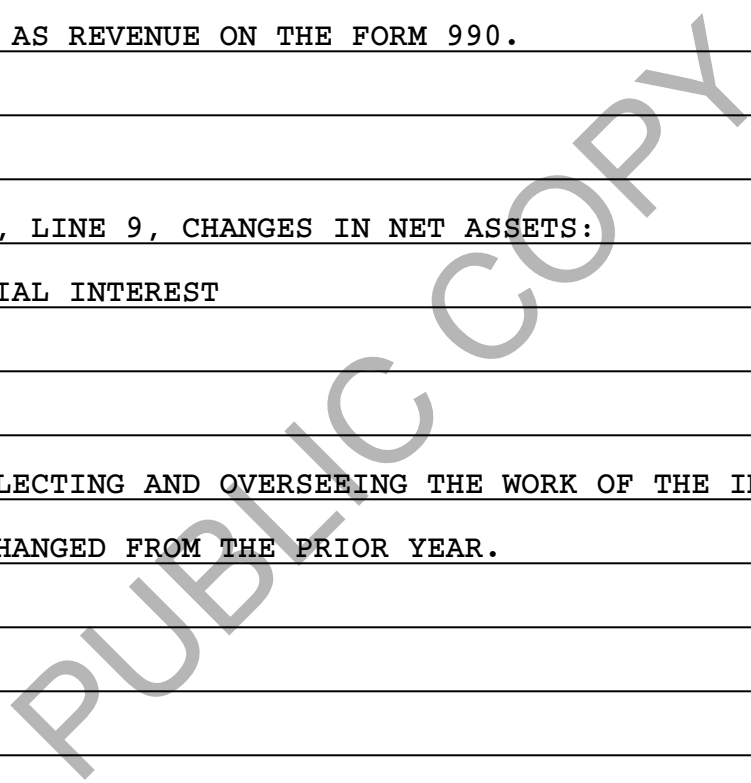 AS REVENUE ON THE FORM 990.
, LINE 9, CHANGES IN NET ASSETS:
IAL INTEREST
LECTING AND OVERSEEING THE WORK OF THE
HANGED FROM THE PRIOR YEAR.
PUBLIC COPY